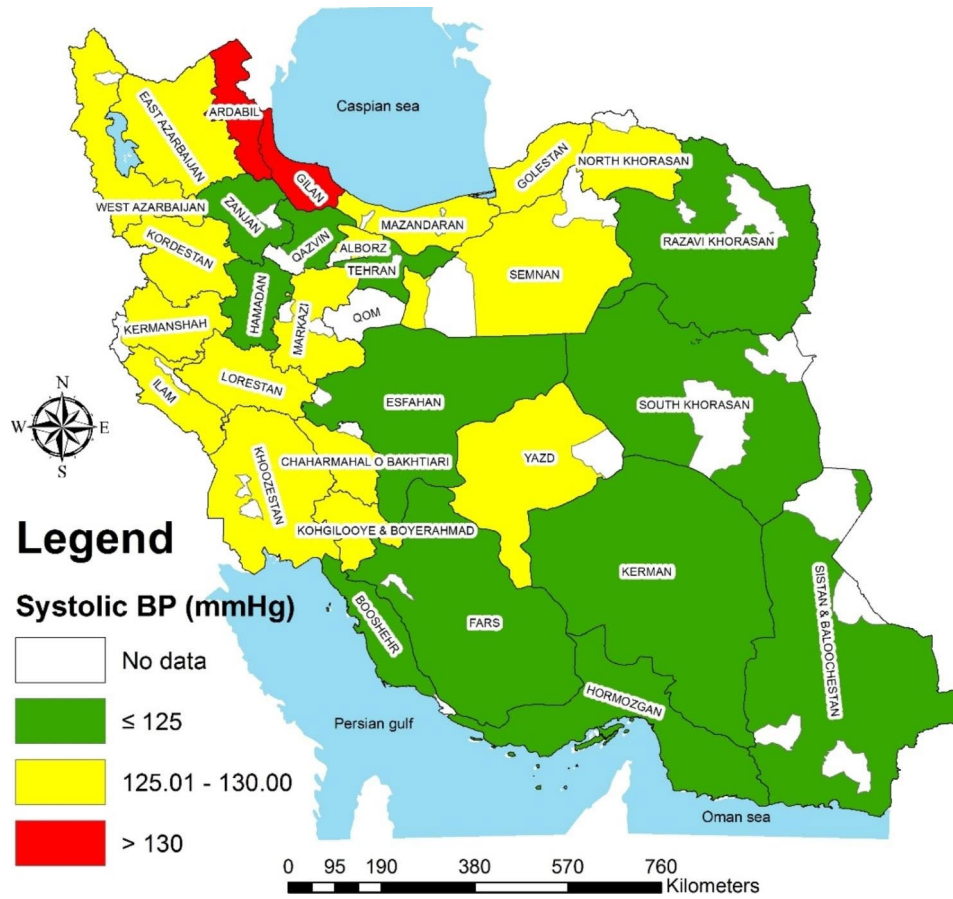 Caspian sea
ARDABIL
EAST AZARBAIJAN
GILAN
GOLESTAN
NORTH KHORASAN
WEST AZARBAIJAN
ZANJAN
MAZANDARAN
RAZAVI KHORASAN
KORDESTAN
QAZVIN
ALBORZ
TEHRAN
SEMNAN
HAMADAN
MARKAZI
QOM
KERMANSHAH
ILAM
LORESTAN
ESFAHAN
SOUTH KHORASAN
N
W
E
S
KHOOZESTAN
CHAHARMAHAL O BAKHTIARI
YAZD
KOHGILOOYE & BOYERAHMAD
KERMAN
SISTAN & BALOOCHESTAN
BOOSHEHR
FARS
HORMOZGAN
Persian gulf
Oman sea
Legend
Systolic BP (mmHg)
No data
≤ 125
125.01 - 130.00
> 130
0 95 190 380 570 760
Kilometers